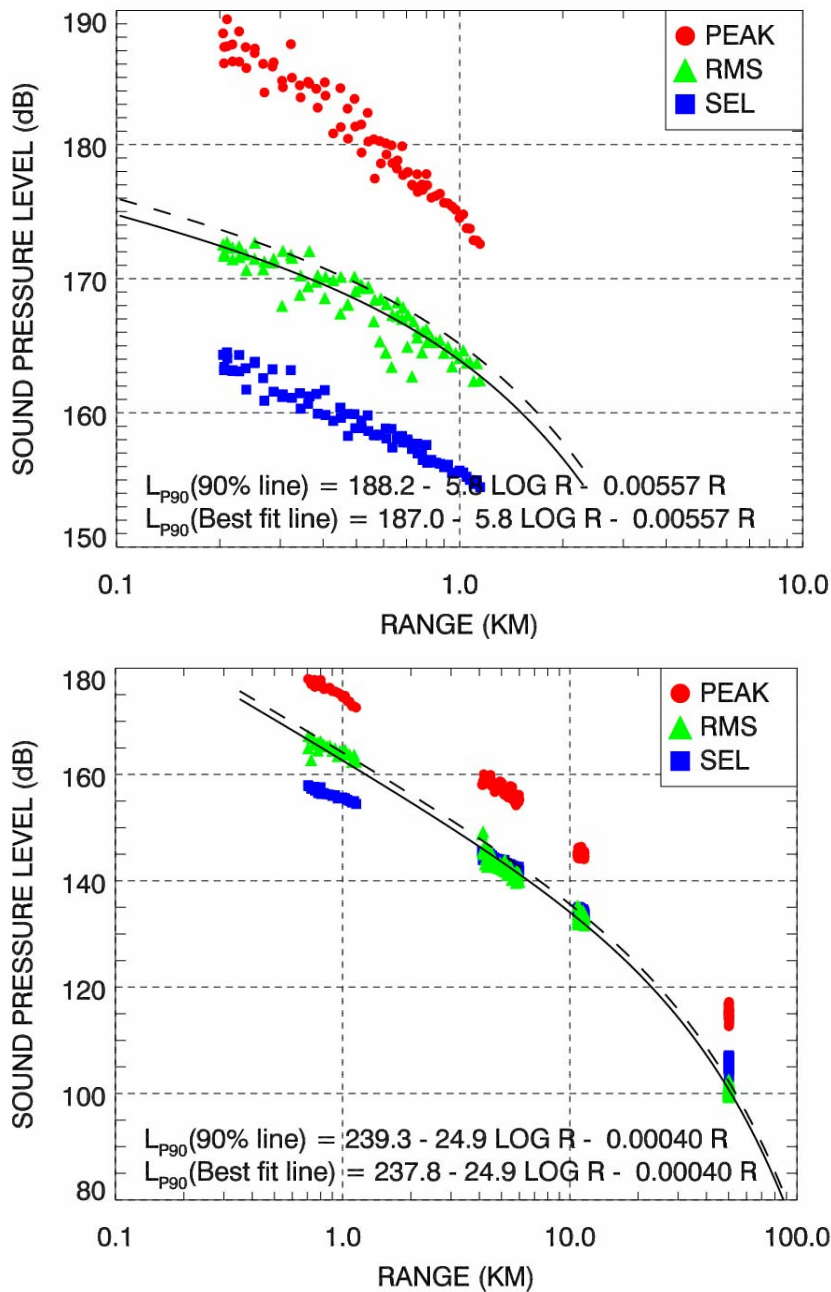 190
180
170
160
150
SOUND PRESSURE LEVEL (dB)
PEAK
RMS
SEL
L_P90(90% line) = 188.2 - 5.8 LOG R - 0.00557 R
L_P90(Best fit line) = 187.0 - 5.8 LOG R - 0.00557 R
0.1 1.0 10.0
RANGE (KM)
180
160
140
120
100
80
SOUND PRESSURE LEVEL (dB)
PEAK
RMS
SEL
L_P90(90% line) = 239.3 - 24.9 LOG R - 0.00040 R
L_P90(Best fit line) = 237.8 - 24.9 LOG R - 0.00040 R
0.1 1.0 10.0 100.0
RANGE (KM)